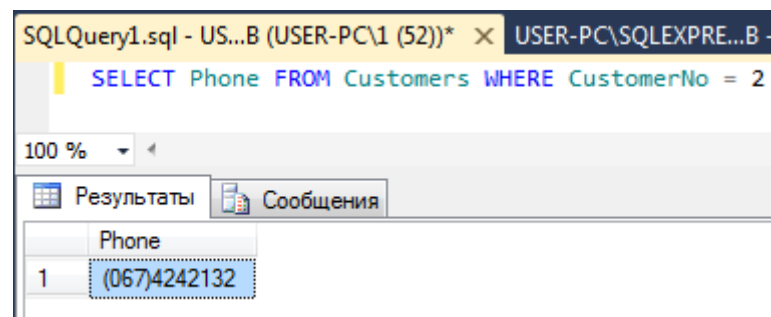 SQLQuery1.sql - US...B (USER-PC\1 (52))* USER-PC\SQLEXPRE...B -
SELECT Phone FROM Customers WHERE CustomerNo = 2
100 %
Результаты Сообщения
Phone
1 (067)4242132